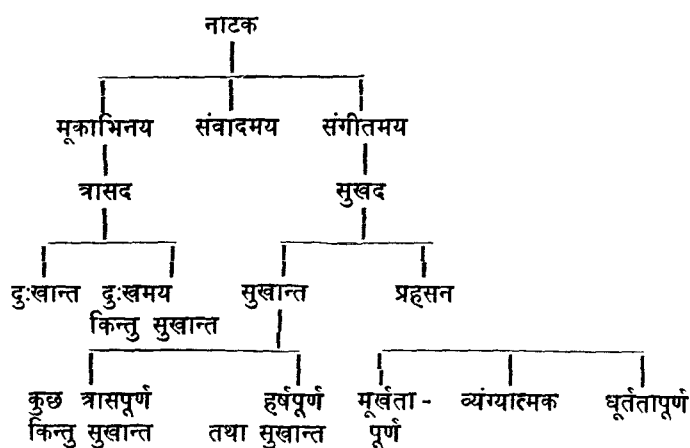 नाटक
मूकाभिनय संवादमय संगीतमय
त्रासद सुखद
दुःखान्त दुःखमय सुखान्त प्रहसन
किन्तु सुखान्त
कुछ त्रासपूर्ण हर्षपूर्ण मूर्खता - व्यंग्यात्मक धूर्ततापूर्ण
किन्तु सुखान्त तथा सुखान्त पूर्ण